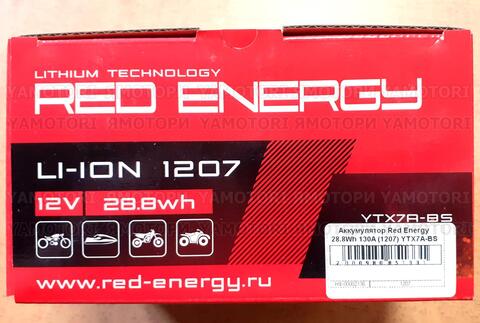 LITHIUM TECHNOLOGY
RED ENERGY
YAMOTORI ЯМОТОРИ YAMOTORI ЯМОТОРИ YAMOTORI
LI-ION 1207
12V 28.8wh
YTX7A-BS
Аккумулятор Red Energy
28.8Wh 130A (1207) YTX7A-BS
1207
www.red-energy.ru